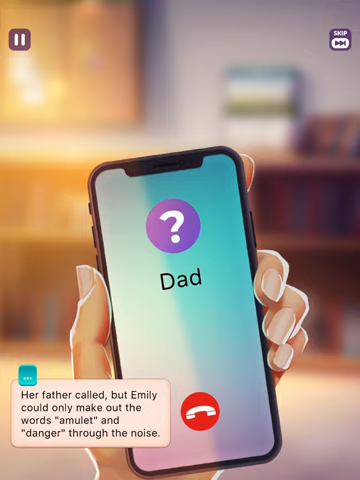 SKIP
?
Dad
...
Her father called, but Emily
could only make out the
words "amulet" and
"danger" through the noise.